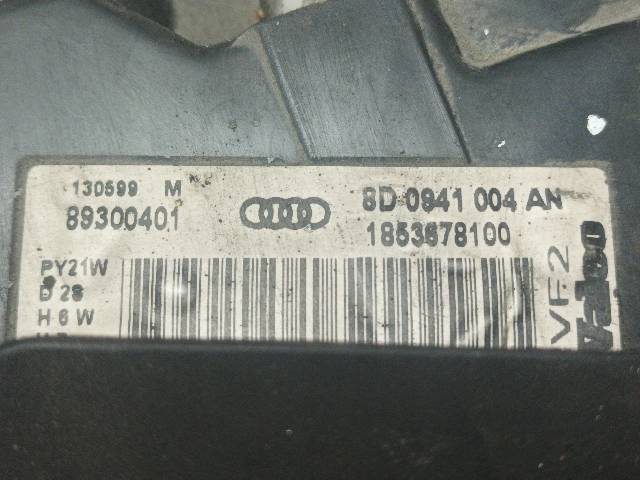 130599 M
89300401
8D 0941 004 AN
1853678100
PY21W
D 2S
H 6 W
VF2
Valeo